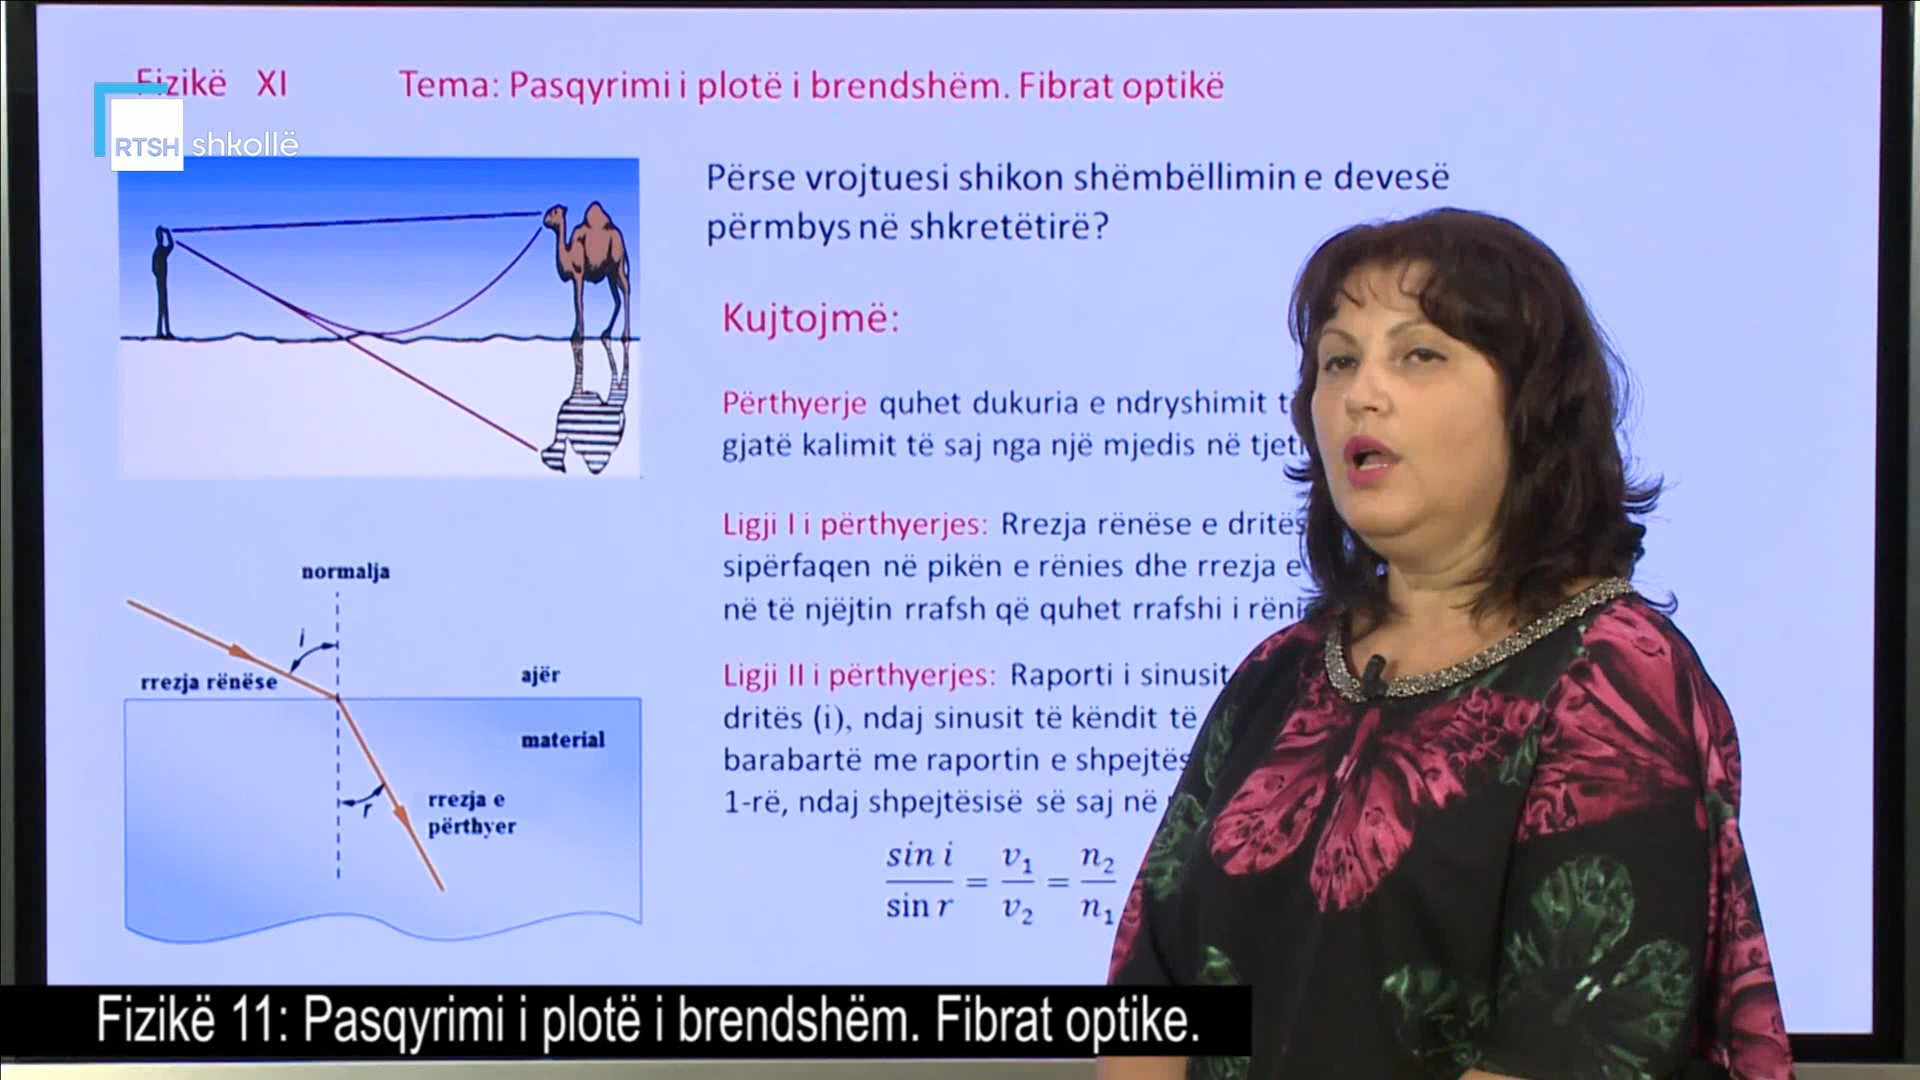 Fizikë XI Tema: Pasqyrimi i plotë i brendshëm. Fibrat optikë
RTSH shkollë
Përse vrojtuesi shikon shëmbëllimin e devesë
përmbys në shkretëtirë?
Kujtojmë:
Përthyerje quhet dukuria e ndryshimit
gjatë kalimit të saj nga një mjedis në
Ligji I i përthyerjes: Rrezja rënëse e
sipërfaqen në pikën e rënies dhe rrezja e
në të njëjtin rrafsh që quhet rrafshi i
Ligji II i përthyerjes: Raporti i sinusit
dritës (i), ndaj sinusit të këndit të
barabartë me raportin e
1-rë, ndaj shpejtësisë së saj në
sin i / sin r = v₁ / v₂ = n₂ / n₁
normalja
i
rrezja rënëse
ajër
material
r
rrezja e
përthyer
Fizikë 11: Pasqyrimi i plotë i brendshëm. Fibrat optike.